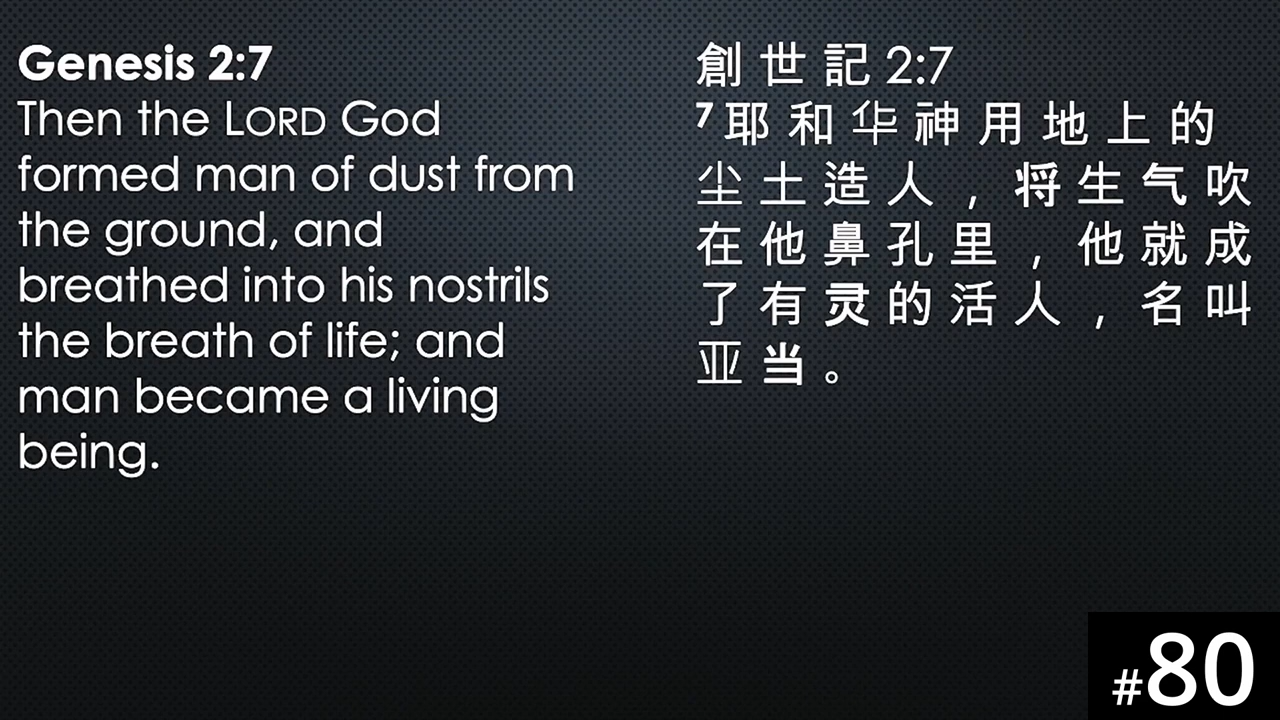 Genesis 2:7
Then the LORD God
formed man of dust from
the ground, and
breathed into his nostrils
the breath of life; and
man became a living
being.
創世記 2:7
7 耶和华神用地上的
尘土造人，将生气吹
在他鼻孔里，他就成
了有灵的活人，名叫
亚当。
#80